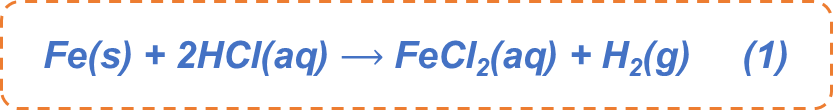 Fe(s) + 2HCl(aq) ⟶ FeCl₂(aq) + H₂(g) (1)